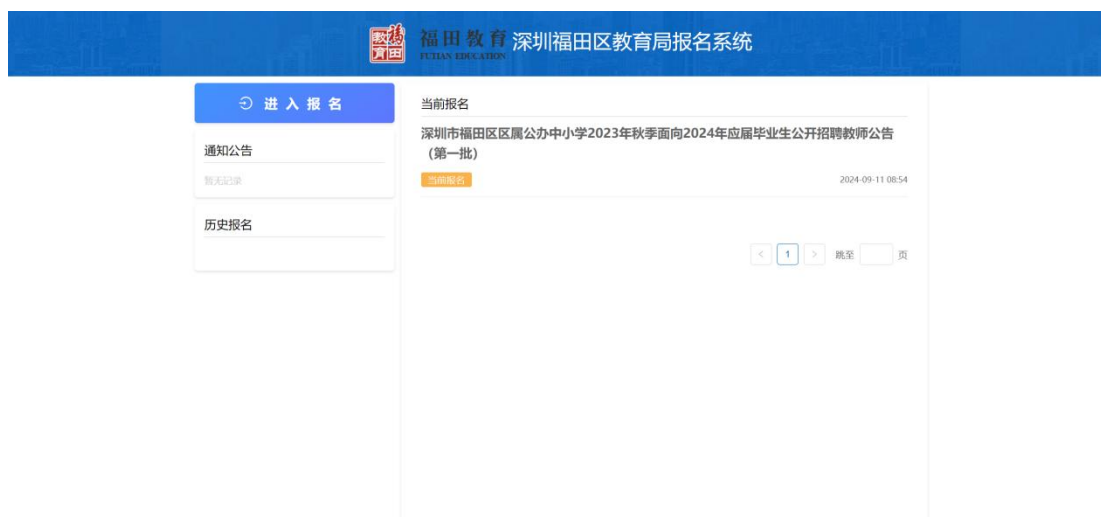 福田教育
福田教育 深圳福田区教育局报名系统
FUTIAN EDUCATION
进入报名
通知公告
暂无记录
历史报名
当前报名
深圳市福田区区属公办中小学2023年秋季面向2024年应届毕业生公开招聘教师公告
（第一批）
当前报名
2024-09-11 08:54
< 1 > 跳至 页